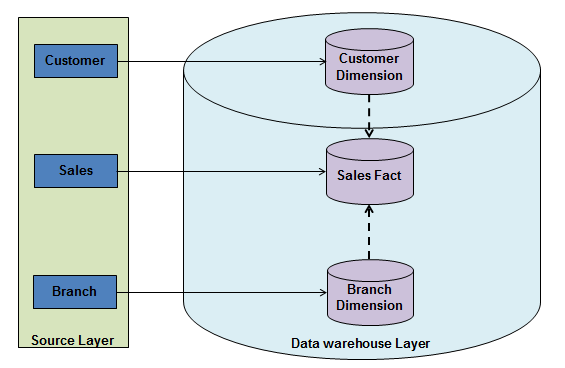 Customer
Customer
Dimension
Sales
Sales Fact
Branch
Branch
Dimension
Source Layer
Data warehouse Layer